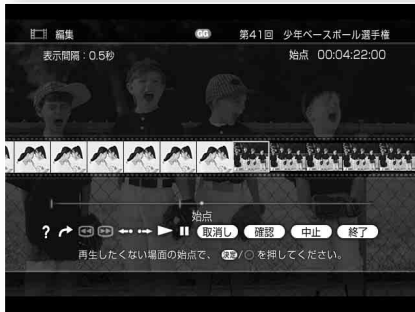 編集 GG 第41回 少年ベースボール選手権
表示間隔:0.5秒 始点 00:04:22:00
始点
? 取消し 確認 中止 終了
再生したくない場面の始点で、決定/○を押してください。